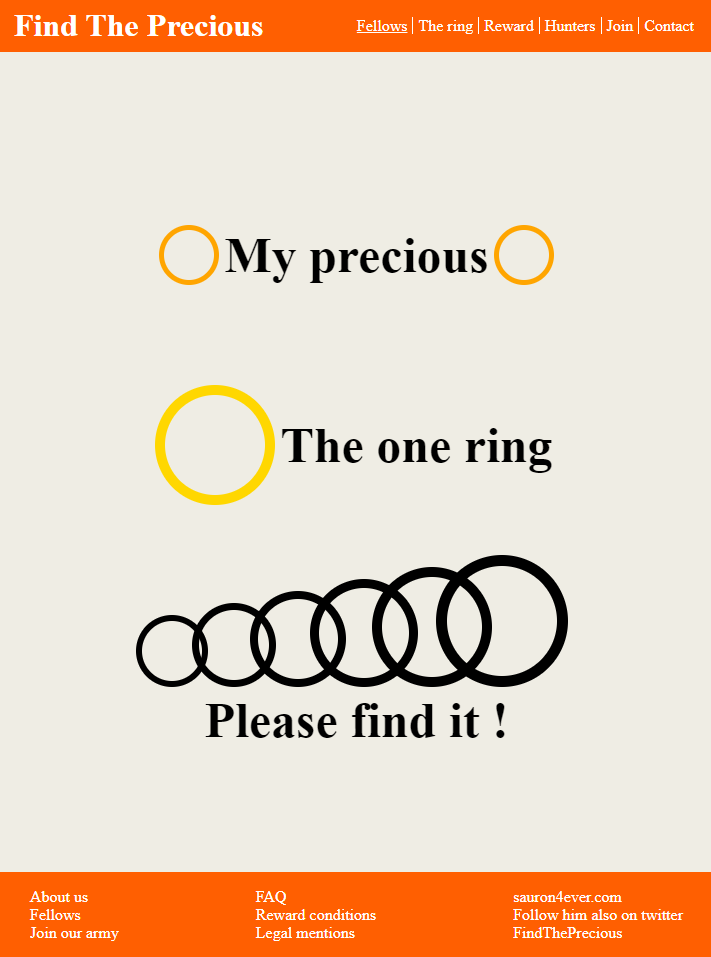 Find The Precious
Fellows | The ring | Reward | Hunters | Join | Contact
My precious
The one ring
Please find it !
About us
Fellows
Join our army
FAQ
Reward conditions
Legal mentions
sauron4ever.com
Follow him also on twitter
FindThePrecious